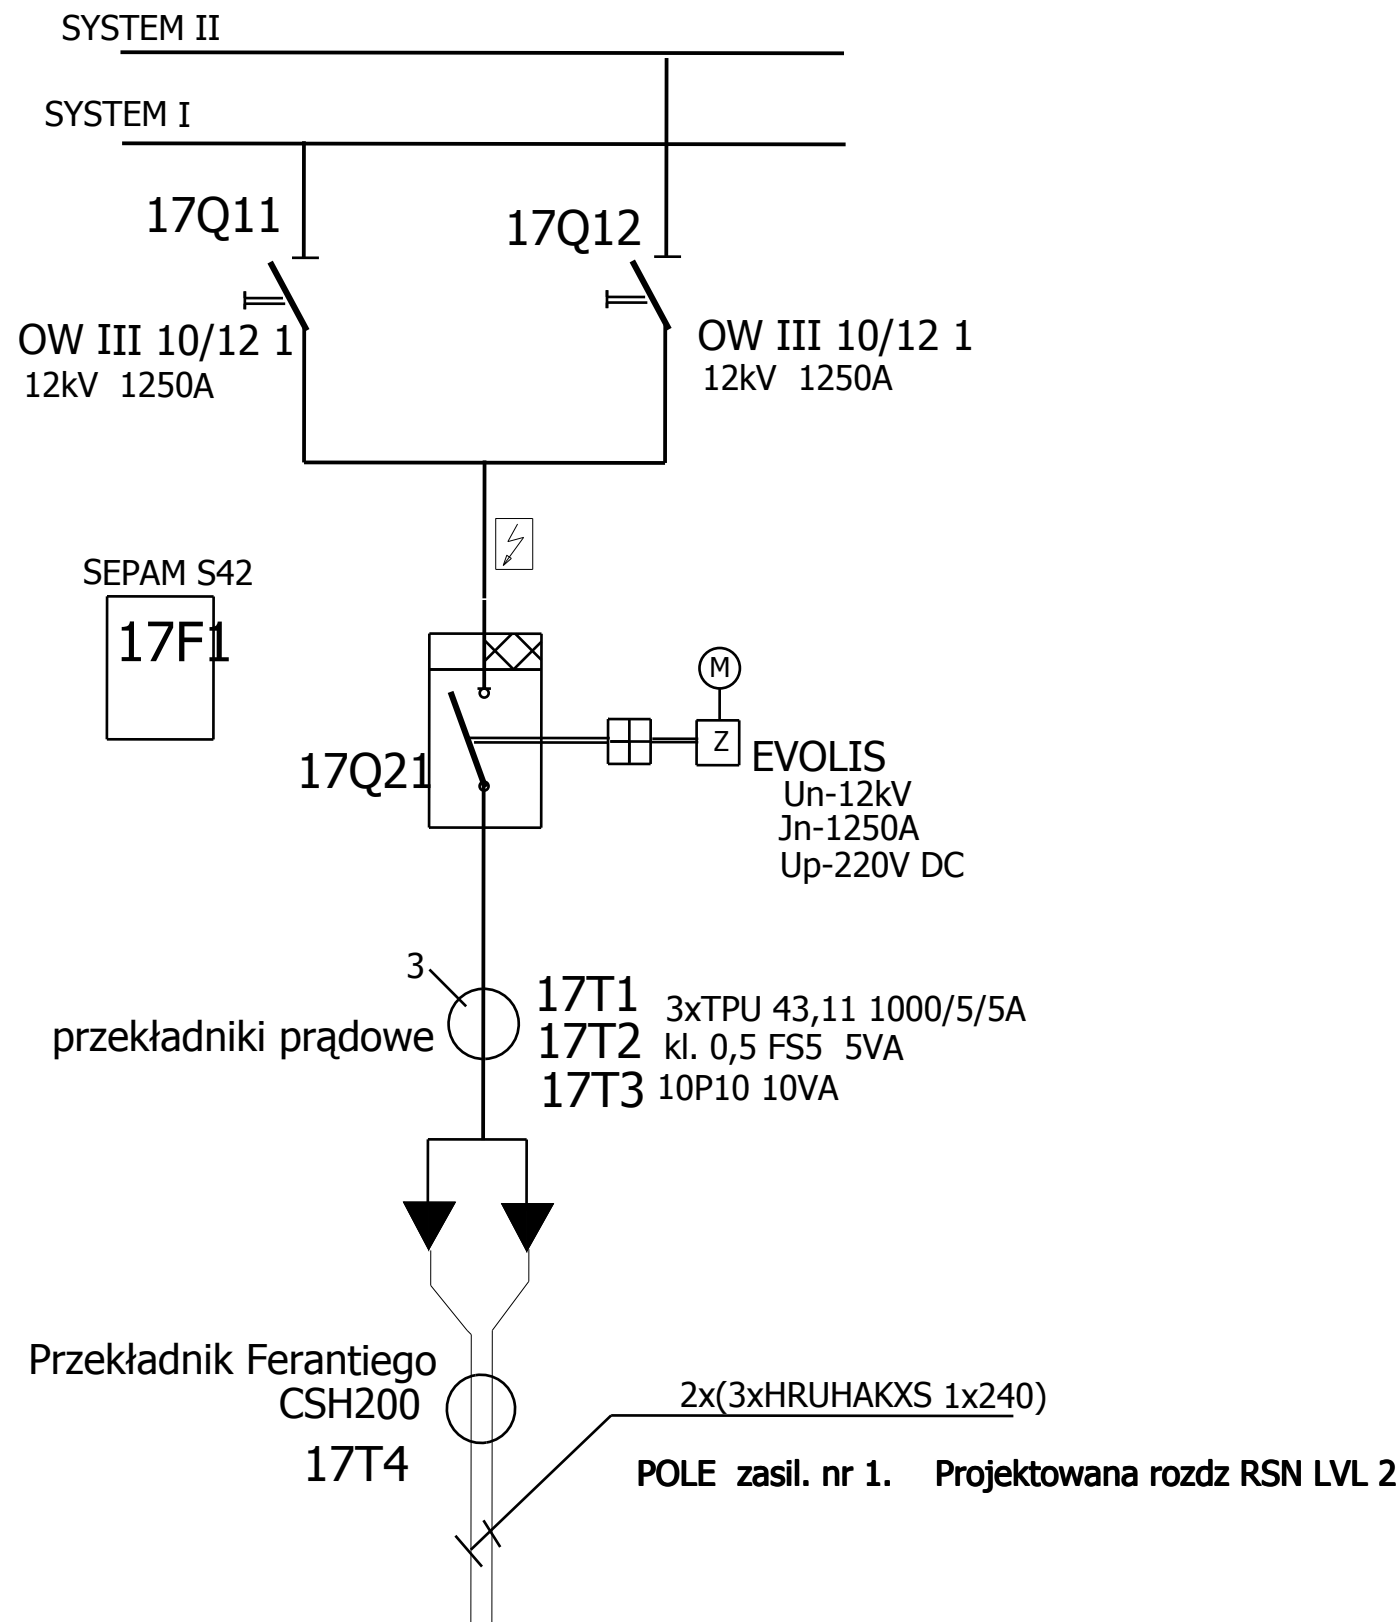 SYSTEM II
SYSTEM I
17Q11
17Q12
OW III 10/12 1
12kV 1250A
OW III 10/12 1
12kV 1250A
SEPAM S42
17F1
M
Z
17Q21
EVOLIS
Un-12kV
Jn-1250A
Up-220V DC
3
przekładniki prądowe
17T1
17T2
17T3
3xTPU 43,11 1000/5/5A
kl. 0,5 FS5 5VA
10P10 10VA
Przekładnik Ferantiego
CSH200
17T4
2x(3xHRUHAKXS 1x240)
POLE zasil. nr 1. Projektowana rozdz RSN LVL 2